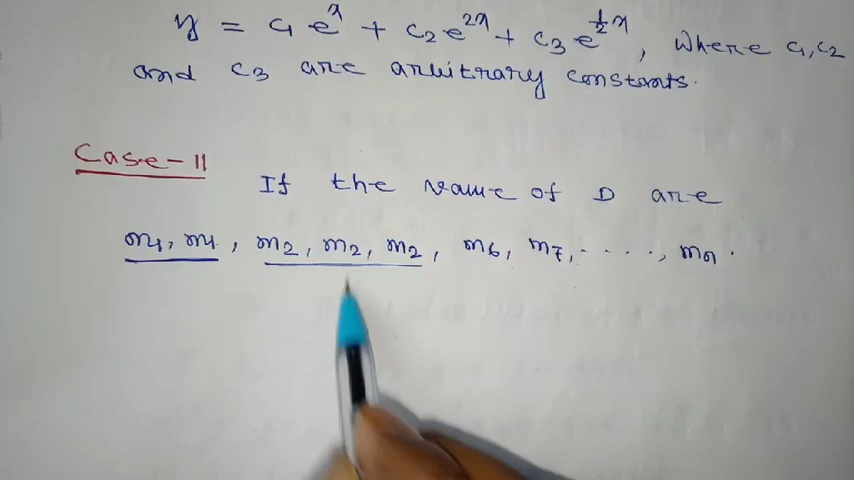 y = c₁ e^x + c₂ e^{2x} + c₃ e^{\frac{1}{2}x} , where c₁, c₂
and c₃ are arbitrary constants.
Case-II
If the value of D are
m₁, m₁, m₂, m₂, m₂, m₆, m₇, ....., mₙ.